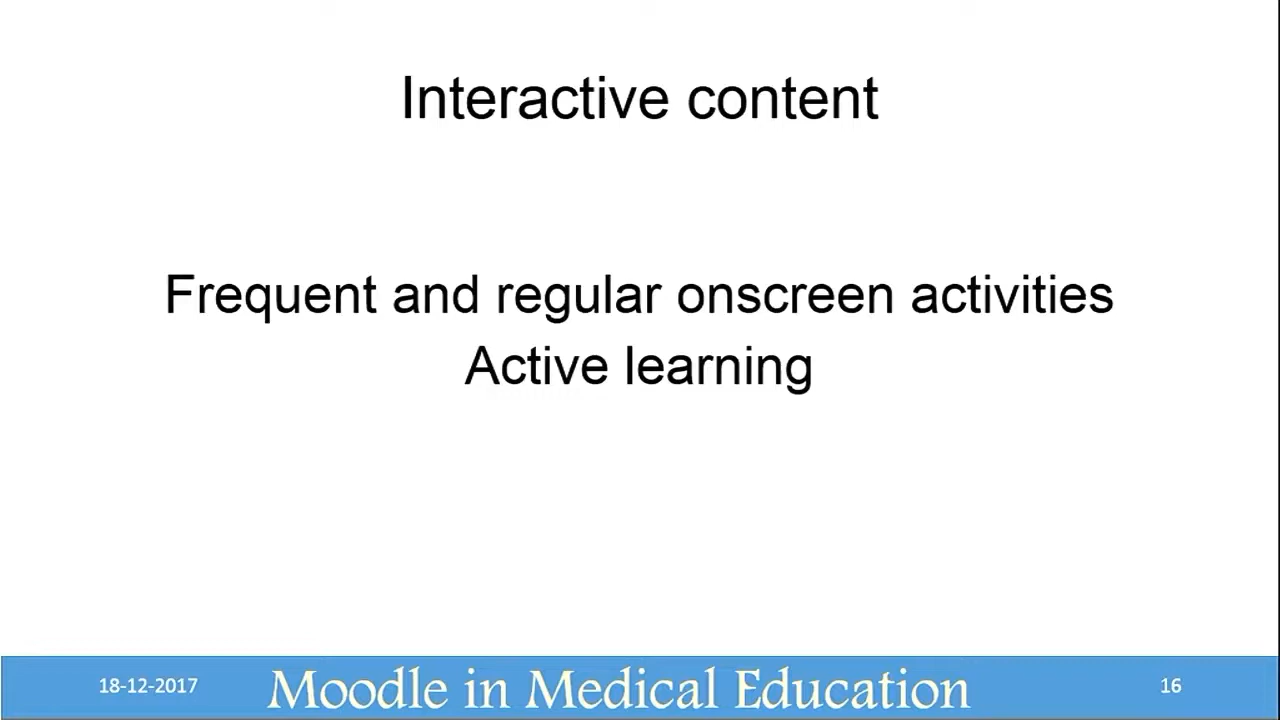 Interactive content
Frequent and regular onscreen activities
Active learning
18-12-2017
Moodle in Medical Education
16